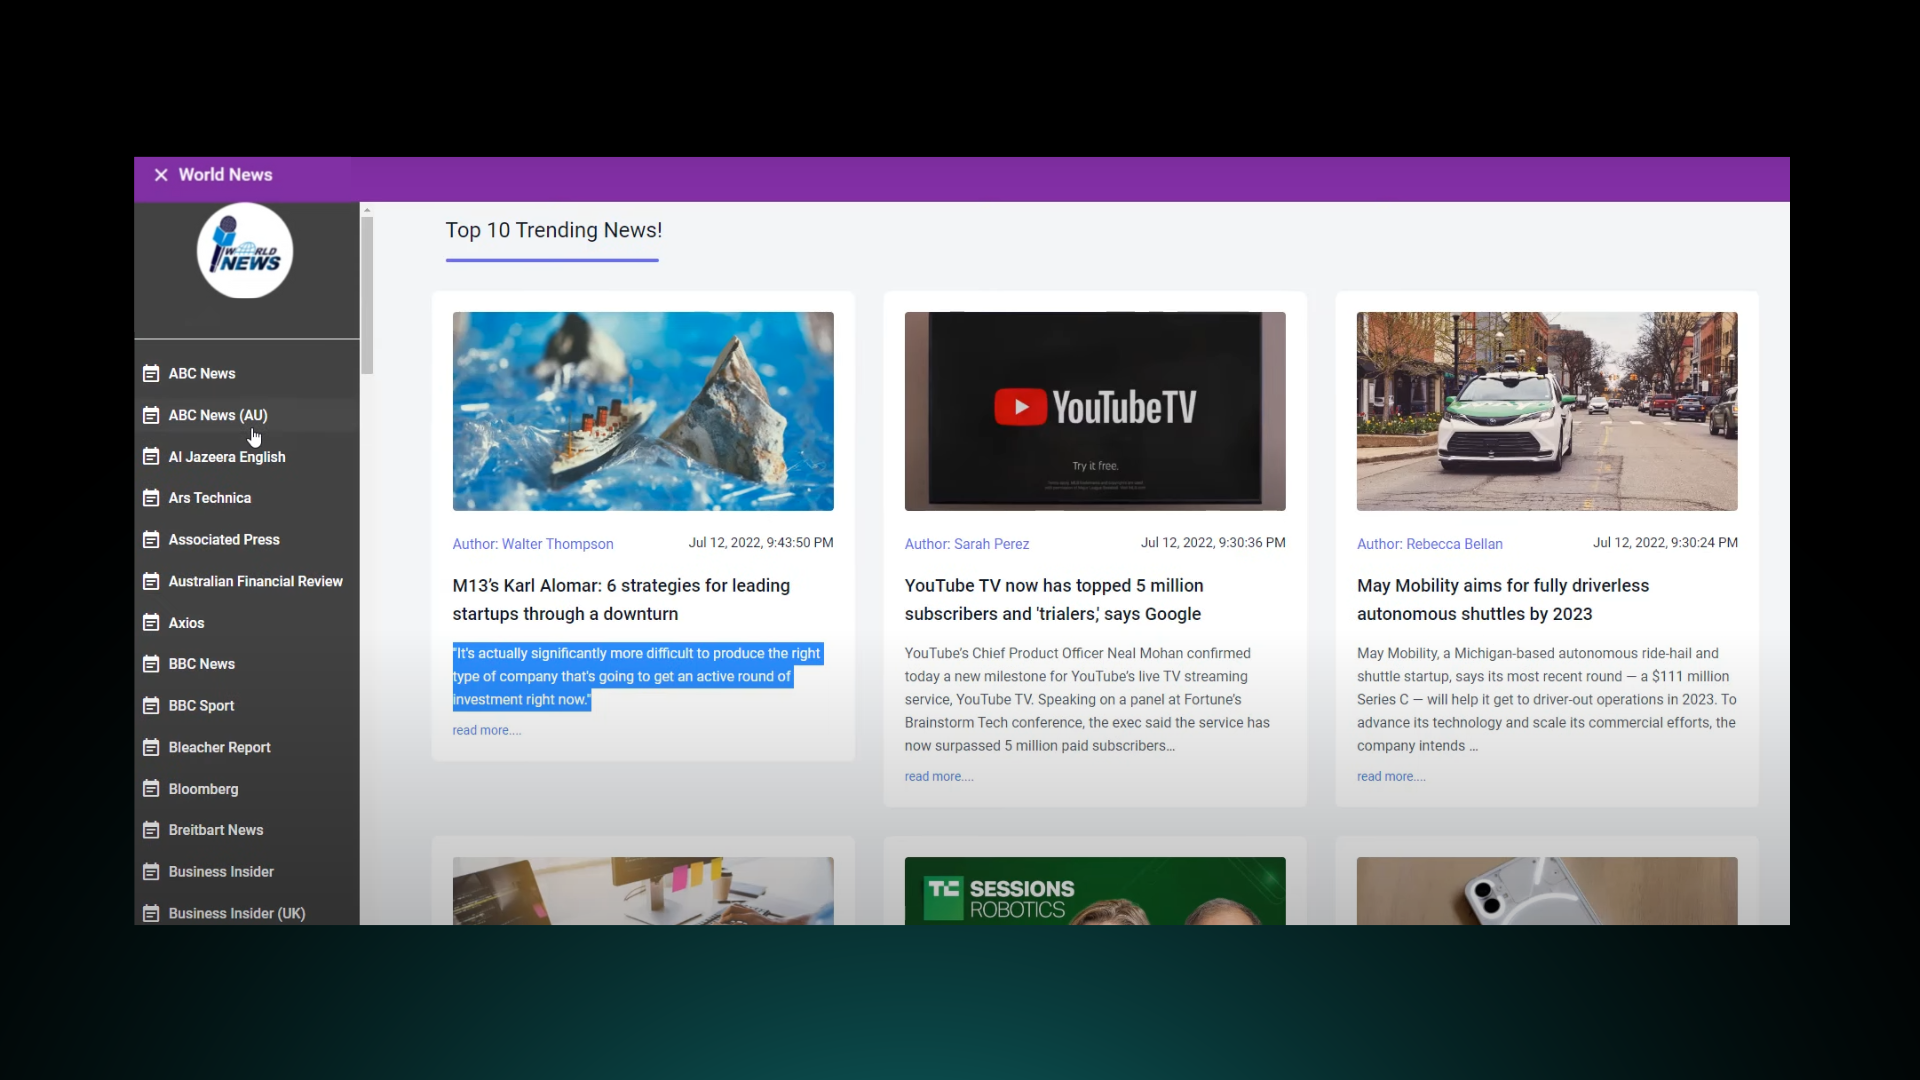 World News
WORLD
NEWS
ABC News
ABC News (AU)
Al Jazeera English
Ars Technica
Associated Press
Australian Financial Review
Axios
BBC News
BBC Sport
Bleacher Report
Bloomberg
Breitbart News
Business Insider
Business Insider (UK)
Top 10 Trending News!
Author: Walter Thompson
Jul 12, 2022, 9:43:50 PM
M13’s Karl Alomar: 6 strategies for leading
startups through a downturn
"It's actually significantly more difficult to produce the right
type of company that's going to get an active round of
investment right now."
read more....
YouTubeTV
Try it free.
Author: Sarah Perez
Jul 12, 2022, 9:30:36 PM
YouTube TV now has topped 5 million
subscribers and 'trialers,' says Google
YouTube’s Chief Product Officer Neal Mohan confirmed
today a new milestone for YouTube’s live TV streaming
service, YouTube TV. Speaking on a panel at Fortune’s
Brainstorm Tech conference, the exec said the service has
now surpassed 5 million paid subscribers…
read more....
Author: Rebecca Bellan
Jul 12, 2022, 9:30:24 PM
May Mobility aims for fully driverless
autonomous shuttles by 2023
May Mobility, a Michigan-based autonomous ride-hail and
shuttle startup, says its most recent round — a $111 million
Series C — will help it get to driver-out operations in 2023. To
advance its technology and scale its commercial efforts, the
company intends …
read more....
TC SESSIONS
ROBOTICS